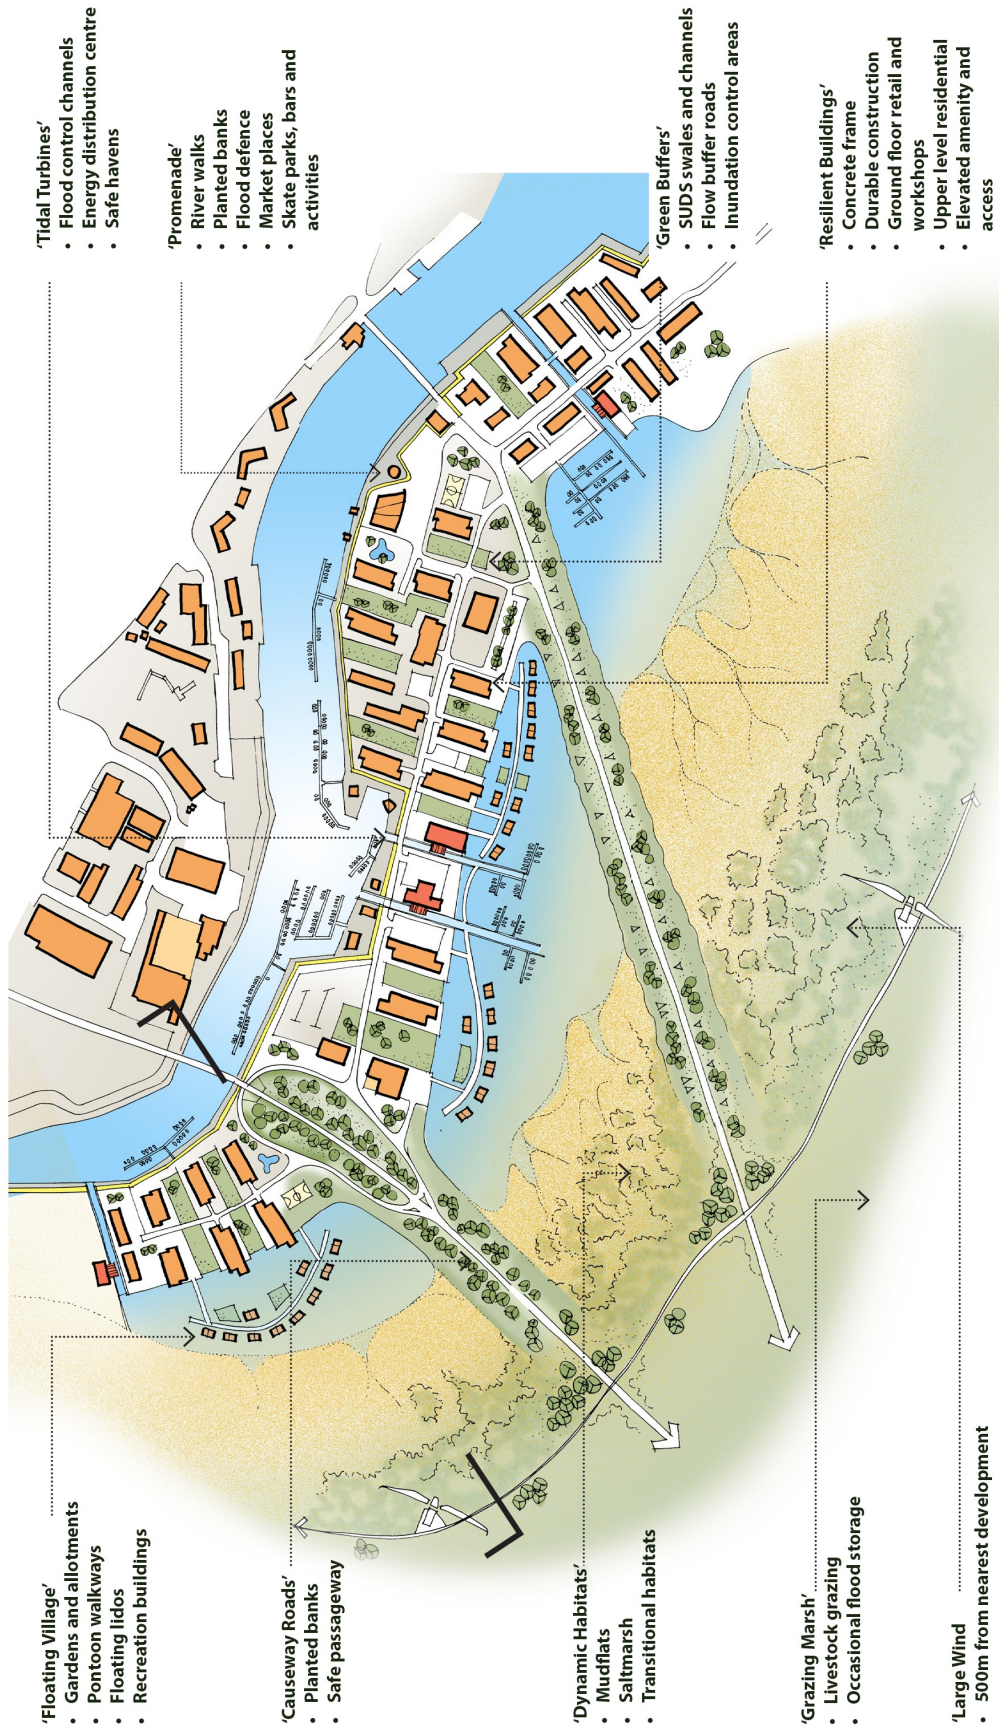 ‘Tidal Turbines’
• Flood control channels
• Energy distribution centre
• Safe havens
‘Promenade’
• River walks
• Planted banks
• Flood defence
• Market places
• Skate parks, bars and
activities
‘Green Buffers’
• SUDS swales and channels
• Flow buffer roads
• Inundation control areas
‘Resilient Buildings’
• Concrete frame
• Durable construction
• Ground floor retail and
workshops
• Upper level residential
• Elevated amenity and
access
‘Floating Village’
• Gardens and allotments
• Pontoon walkways
• Floating lidos
• Recreation buildings
‘Causeway Roads’
• Planted banks
• Safe passageway
‘Dynamic Habitats’
• Mudflats
• Saltmarsh
• Transitional habitats
‘Grazing Marsh’
• Livestock grazing
• Occasional flood storage
‘Large Wind
• 500m from nearest development